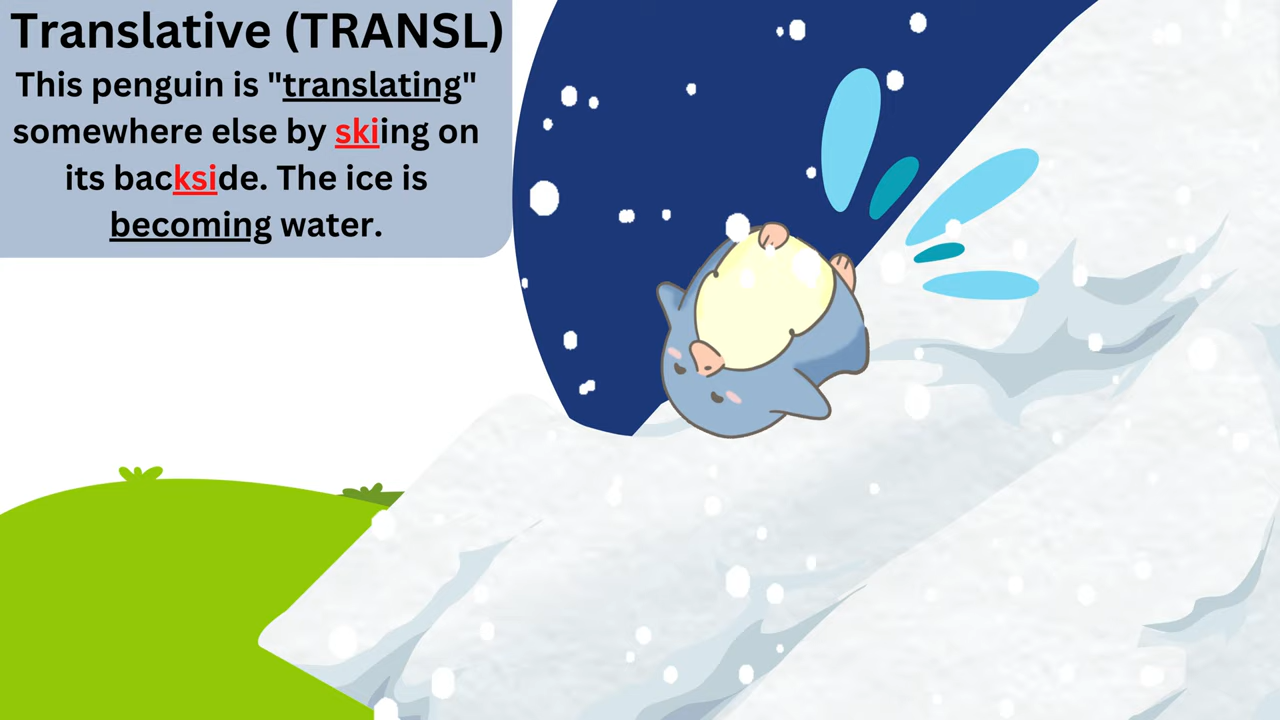 Translative (TRANSL)
This penguin is "translating"
somewhere else by skiing on
its backside. The ice is
becoming water.